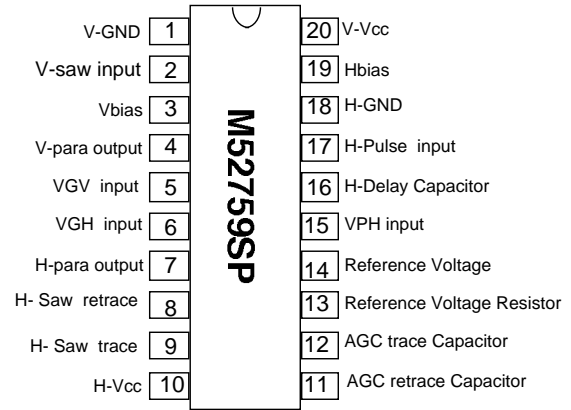 V-GND 1 20 V-Vcc
V-saw input 2 19 Hbias
Vbias 3 18 H-GND
V-para output 4 17 H-Pulse input
VGV input 5 16 H-Delay Capacitor
VGH input 6 15 VPH input
H-para output 7 14 Reference Voltage
H- Saw retrace 8 13 Reference Voltage Resistor
H- Saw trace 9 12 AGC trace Capacitor
H-Vcc 10 11 AGC retrace Capacitor
M52759SP